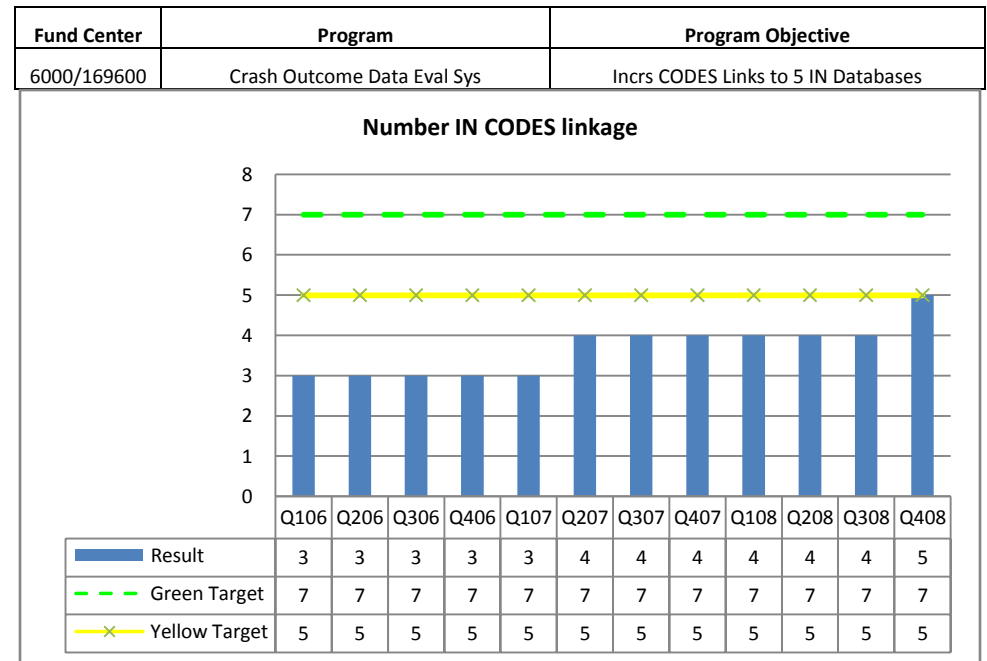 Fund Center Program Program Objective
6000/169600 Crash Outcome Data Eval Sys Incrs CODES Links to 5 IN Databases
Number IN CODES linkage
8
7
6
5
4
3
2
1
0
Q106 Q206 Q306 Q406 Q107 Q207 Q307 Q407 Q108 Q208 Q308 Q408
Result 3 3 3 3 3 4 4 4 4 4 4 5
Green Target 7 7 7 7 7 7 7 7 7 7 7 7
Yellow Target 5 5 5 5 5 5 5 5 5 5 5 5